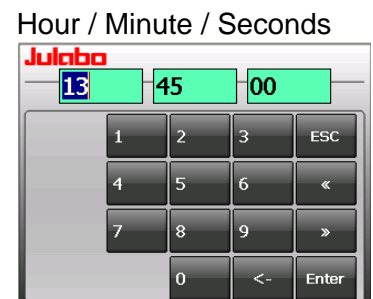 Hour / Minute / Seconds
Julabo
13 45 00
1 2 3 ESC
4 5 6 «
7 8 9 »
0 <- Enter